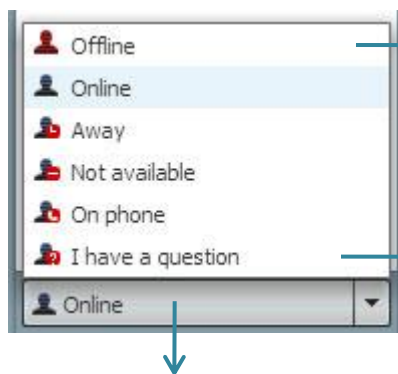 Offline
Online
Away
Not available
On phone
I have a question
Online